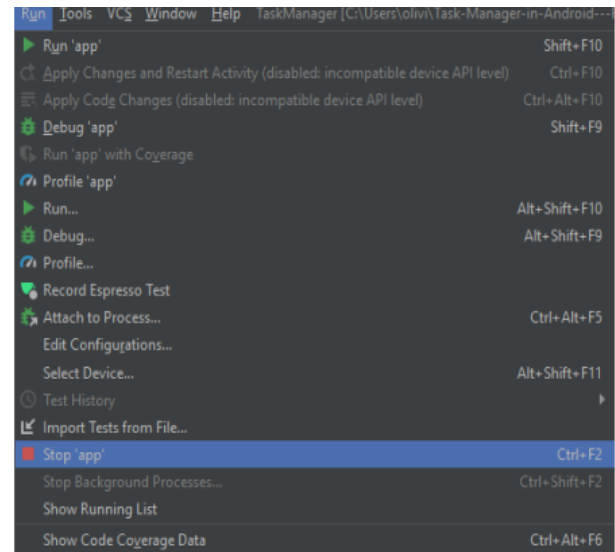 Run Tools VCS Window Help TaskManager [C:\Users\olivi\Task-Manager-in-Android---
Run 'app' Shift+F10
Apply Changes and Restart Activity (disabled: incompatible device API level) Ctrl+F10
Apply Code Changes (disabled: incompatible device API level) Ctrl+Alt+F10
Debug 'app' Shift+F9
Run 'app' with Coverage
Profile 'app'
Run... Alt+Shift+F10
Debug... Alt+Shift+F9
Profile...
Record Espresso Test
Attach to Process... Ctrl+Alt+F5
Edit Configurations...
Select Device... Alt+Shift+F11
Test History
Import Tests from File...
Stop 'app' Ctrl+F2
Stop Background Processes... Ctrl+Shift+F2
Show Running List
Show Code Coverage Data Ctrl+Alt+F6